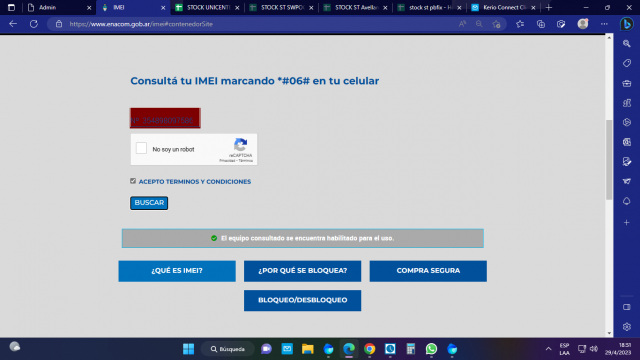 Admin
IMEI
STOCK UNICENT
STOCK ST SWPO
STOCK ST Avellan
stock st pbfix - H
Kerio Connect Cl
https://www.enacom.gob.ar/imei#contenedorSite
Consultá tu IMEI marcando *#06# en tu celular
No soy un robot
reCAPTCHA
Privacidad - Términos
ACEPTO TERMINOS Y CONDICIONES
BUSCAR
El equipo consultado se encuentra habilitado para el uso.
¿QUÉ ES IMEI?
¿POR QUÉ SE BLOQUEA?
COMPRA SEGURA
BLOQUEO/DESBLOQUEO
Búsqueda
ESP
LAA
18:51
29/4/2023